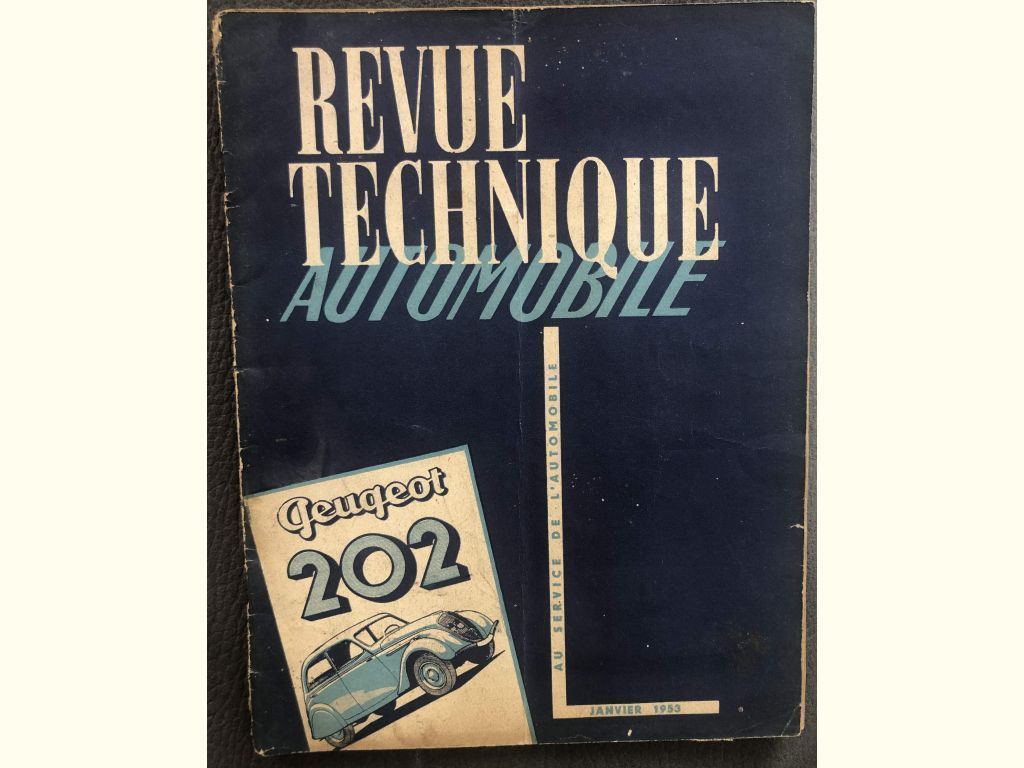 REVUE
TECHNIQUE
AUTOMOBILE
AU SERVICE DE L'AUTOMOBILE
Peugeot
202
JANVIER 1953